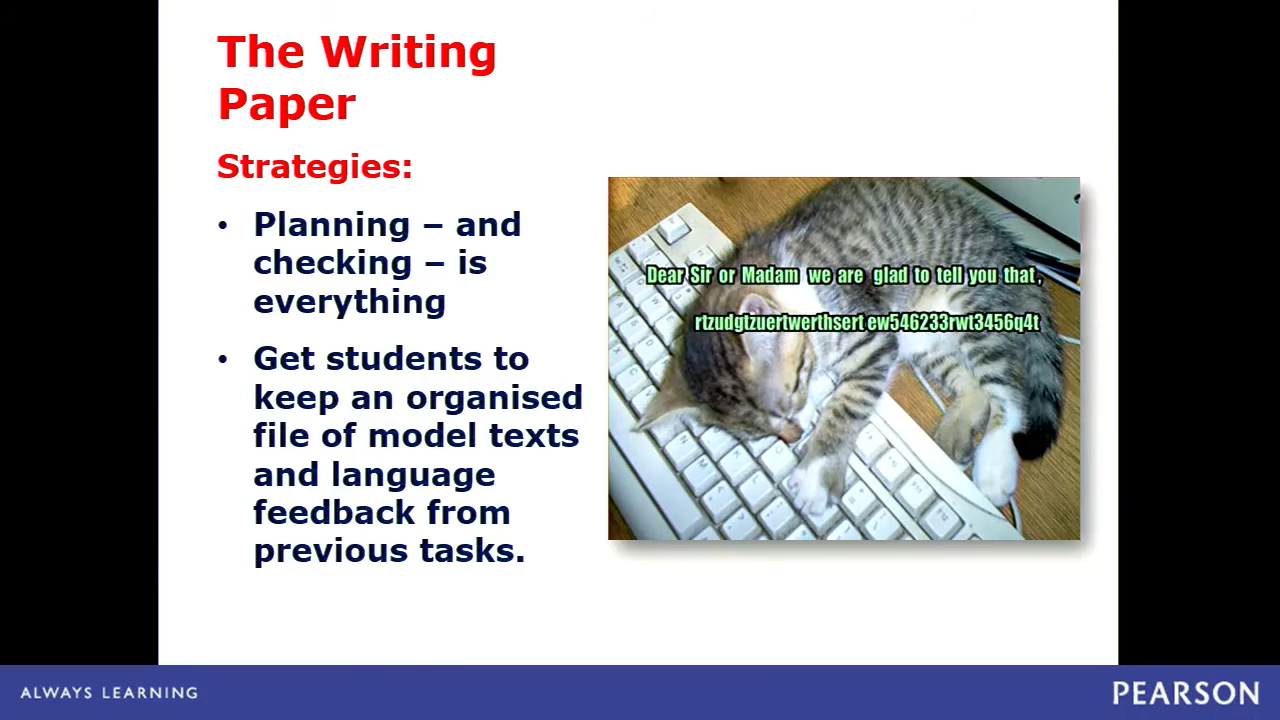 The Writing
Paper
Strategies:
• Planning – and
checking – is
everything
• Get students to
keep an organised
file of model texts
and language
feedback from
previous tasks.
Dear Sir or Madam we are glad to tell you that,
rtzudgtzuertwerthsert ew546233rwt3456q4t
ALWAYS LEARNING
PEARSON